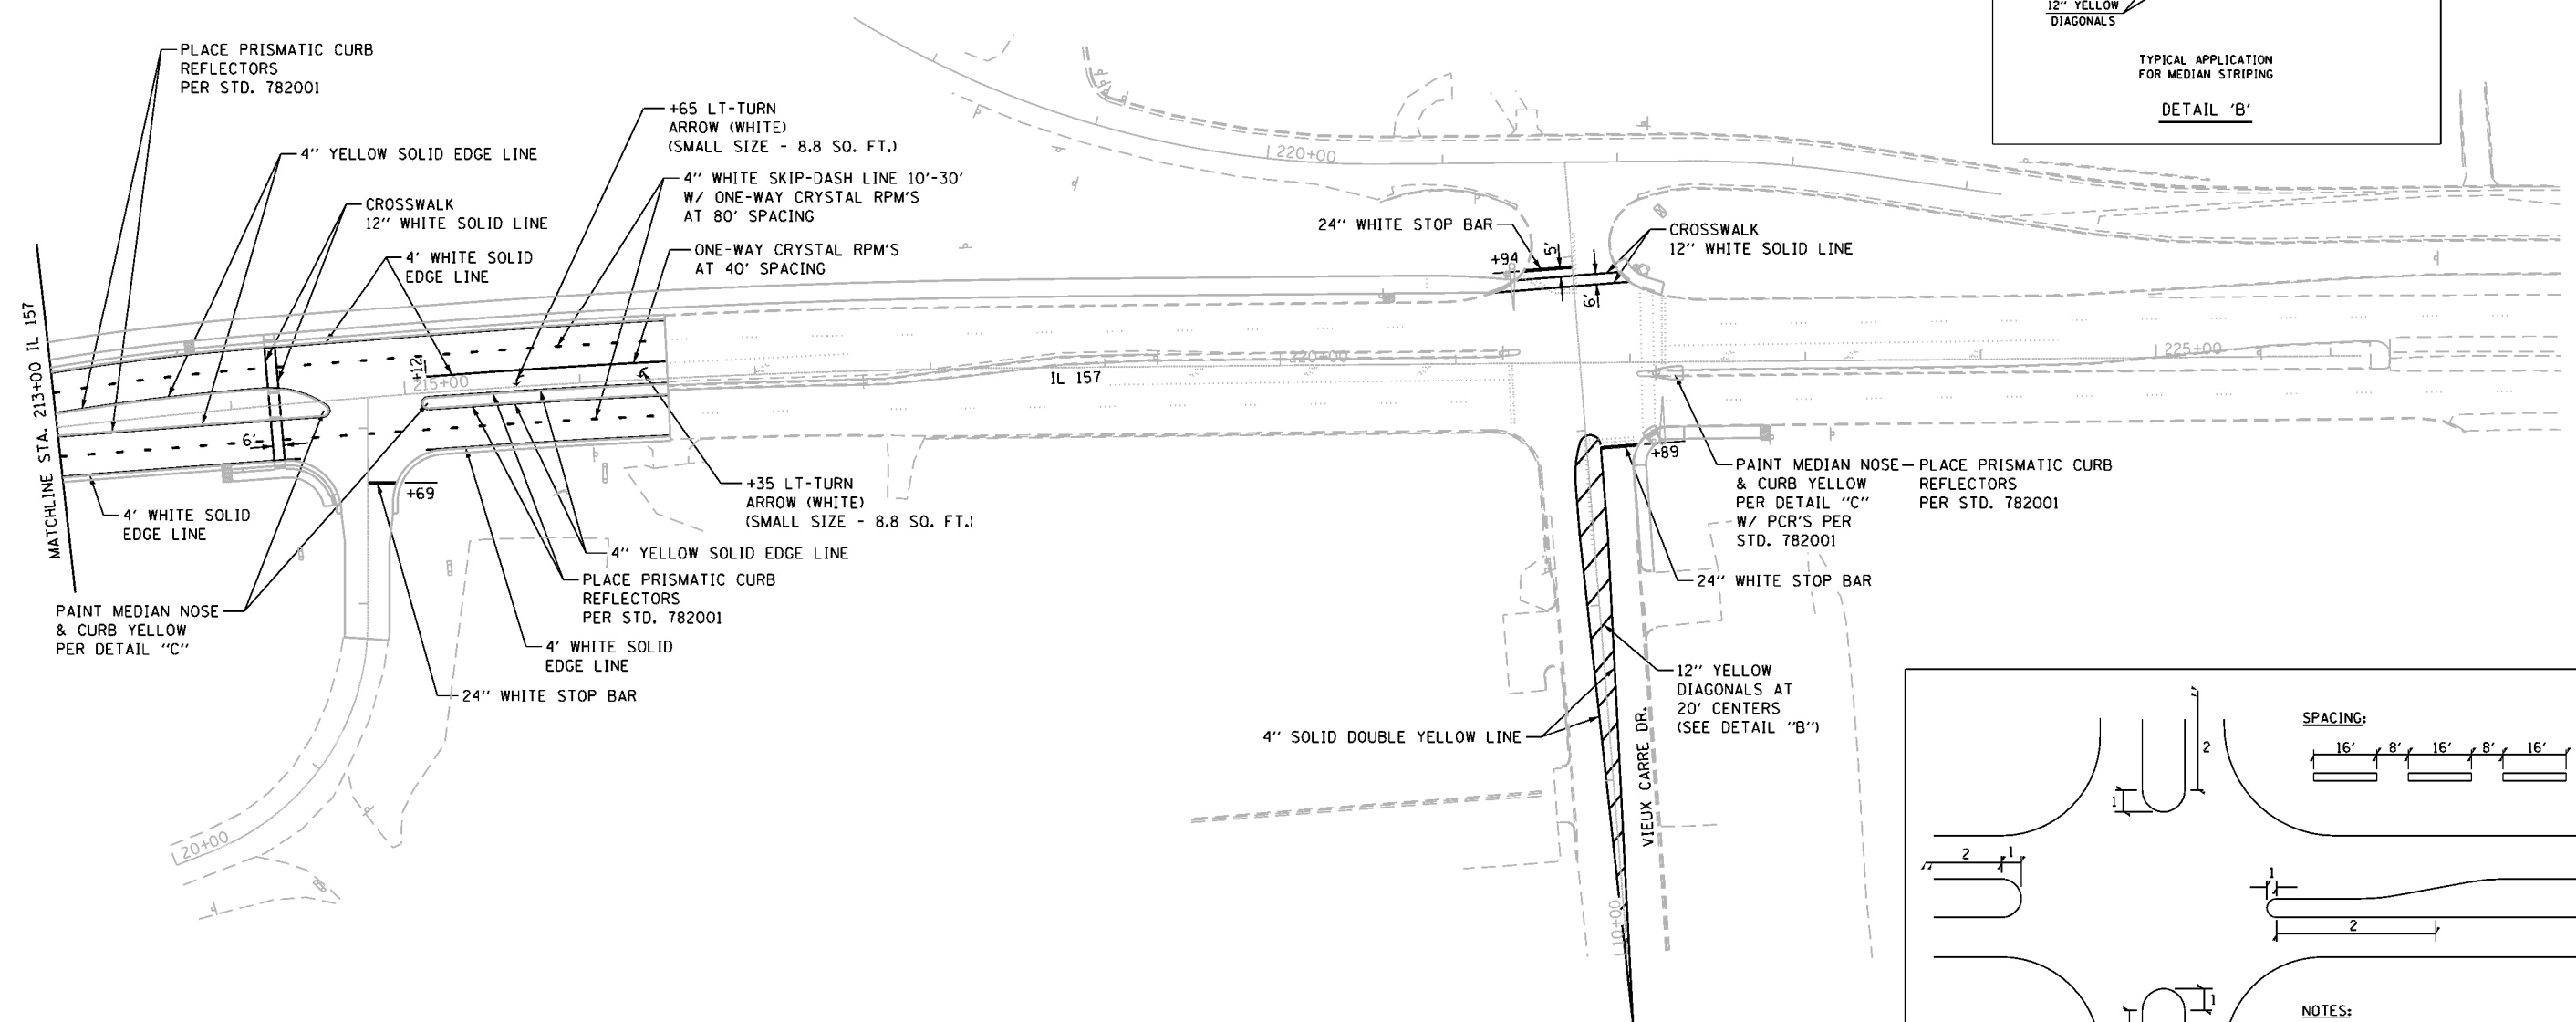 12" YELLOW
DIAGONALS
TYPICAL APPLICATION
FOR MEDIAN STRIPING
DETAIL 'B'
PLACE PRISMATIC CURB
REFLECTORS
PER STD. 782001
4" YELLOW SOLID EDGE LINE
CROSSWALK
12" WHITE SOLID LINE
4' WHITE SOLID
EDGE LINE
+65 LT-TURN
ARROW (WHITE)
(SMALL SIZE - 8.8 SQ. FT.)
4" WHITE SKIP-DASH LINE 10'-30'
W/ ONE-WAY CRYSTAL RPM'S
AT 80' SPACING
ONE-WAY CRYSTAL RPM'S
AT 40' SPACING
220+00
24" WHITE STOP BAR
+94
5'
6'
CROSSWALK
12" WHITE SOLID LINE
MATCHLINE STA. 213+00 IL 157
+12
215+00
6'
IL 157
220+00
225+00
4' WHITE SOLID
EDGE LINE
+69
+35 LT-TURN
ARROW (WHITE)
(SMALL SIZE - 8.8 SQ. FT.)
4" YELLOW SOLID EDGE LINE
PLACE PRISMATIC CURB
REFLECTORS
PER STD. 782001
4' WHITE SOLID
EDGE LINE
24" WHITE STOP BAR
PAINT MEDIAN NOSE
& CURB YELLOW
PER DETAIL "C"
20+00
+89
PAINT MEDIAN NOSE
& CURB YELLOW
PER DETAIL "C"
W/ PCR'S PER
STD. 782001
PLACE PRISMATIC CURB
REFLECTORS
PER STD. 782001
24" WHITE STOP BAR
12" YELLOW
DIAGONALS AT
20' CENTERS
(SEE DETAIL "B")
4" SOLID DOUBLE YELLOW LINE
VIEUX CARRE DR.
10+00
SPACING:
16' 8' 16' 8' 16'
2
1
2 1
1
2
1
NOTES: